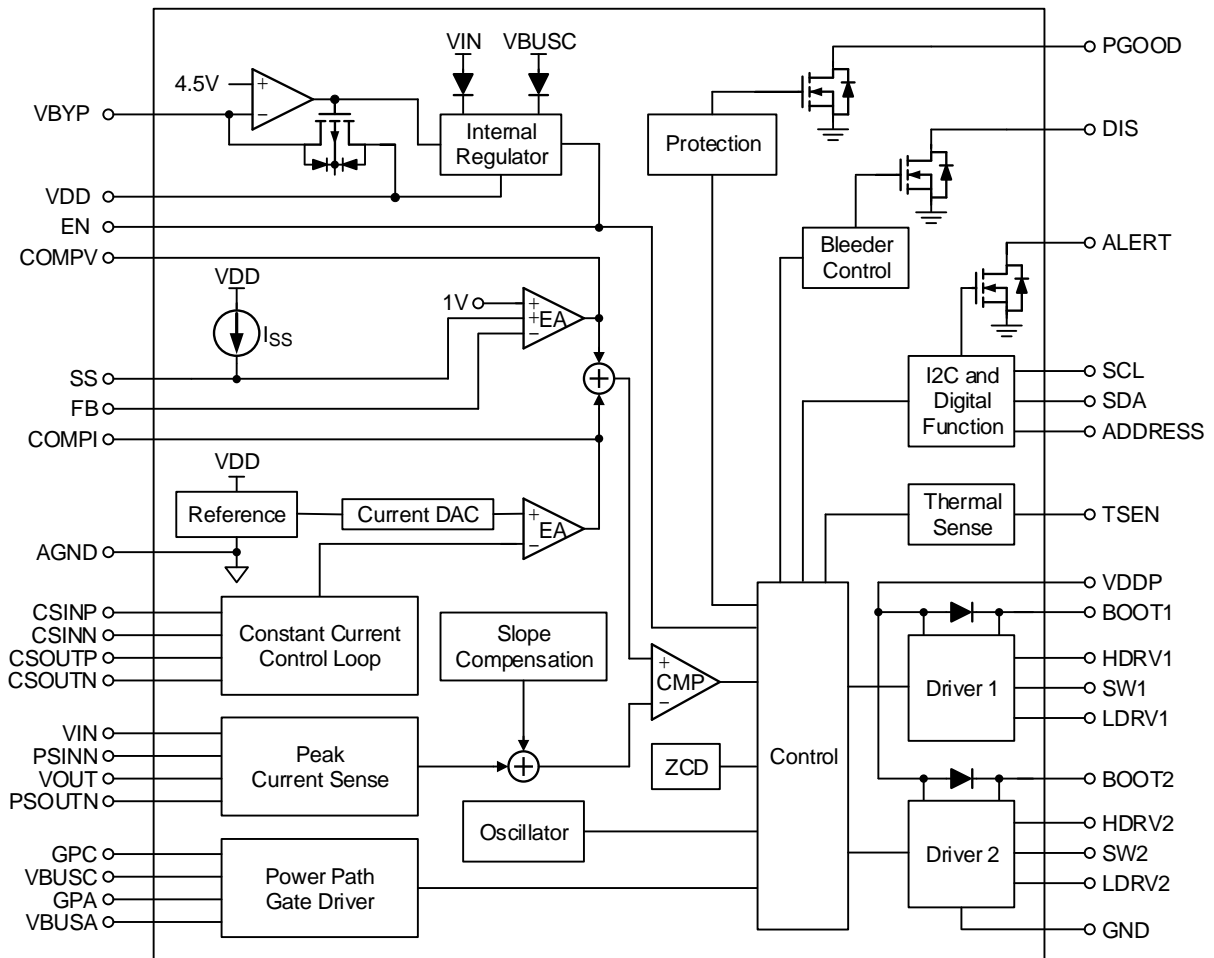 VIN
VBUSC
PGOOD
4.5V
+
−
VBYP
Internal
Regulator
Protection
DIS
VDD
EN
COMPV
Bleeder
Control
ALERT
VDD
1V
+
+
−
EA
ISS
SS
FB
COMPI
I2C and
Digital
Function
SCL
SDA
ADDRESS
VDD
Reference
Current DAC
+
−
EA
Thermal
Sense
TSEN
AGND
VDDP
BOOT1
CSINP
CSINN
CSOUTP
CSOUTN
Constant Current
Control Loop
Slope
Compensation
+
CMP
−
Control
Driver 1
HDRV1
SW1
LDRV1
VIN
PSINN
VOUT
PSOUTN
Peak
Current Sense
ZCD
BOOT2
Oscillator
Driver 2
HDRV2
SW2
LDRV2
GPC
VBUSC
GPA
VBUSA
Power Path
Gate Driver
GND